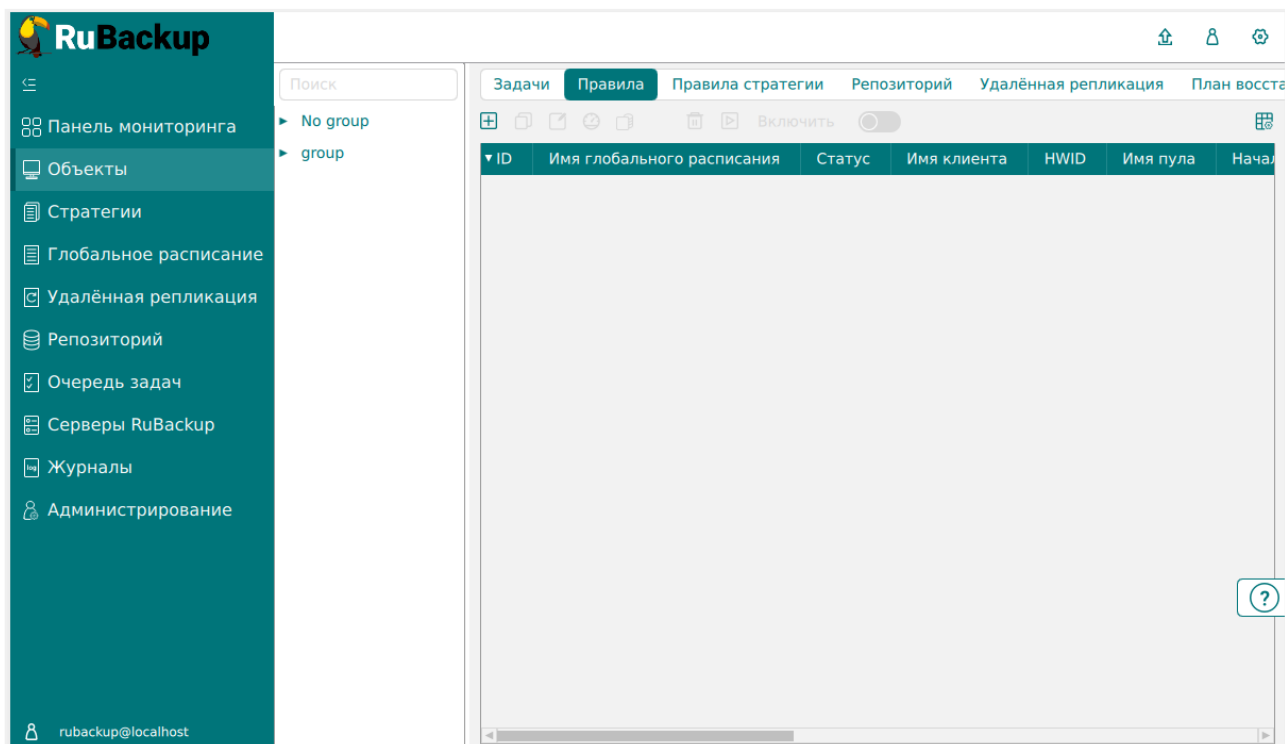 RuBackup
Поиск
Задачи Правила Правила стратегии Репозиторий Удалённая репликация План восста
Панель мониторинга
No group
Включить
group
ID Имя глобального расписания Статус Имя клиента HWID Имя пула Начал
Объекты
Стратегии
Глобальное расписание
Удалённая репликация
Репозиторий
Очередь задач
Серверы RuBackup
log Журналы
Администрирование
?
rubackup@localhost